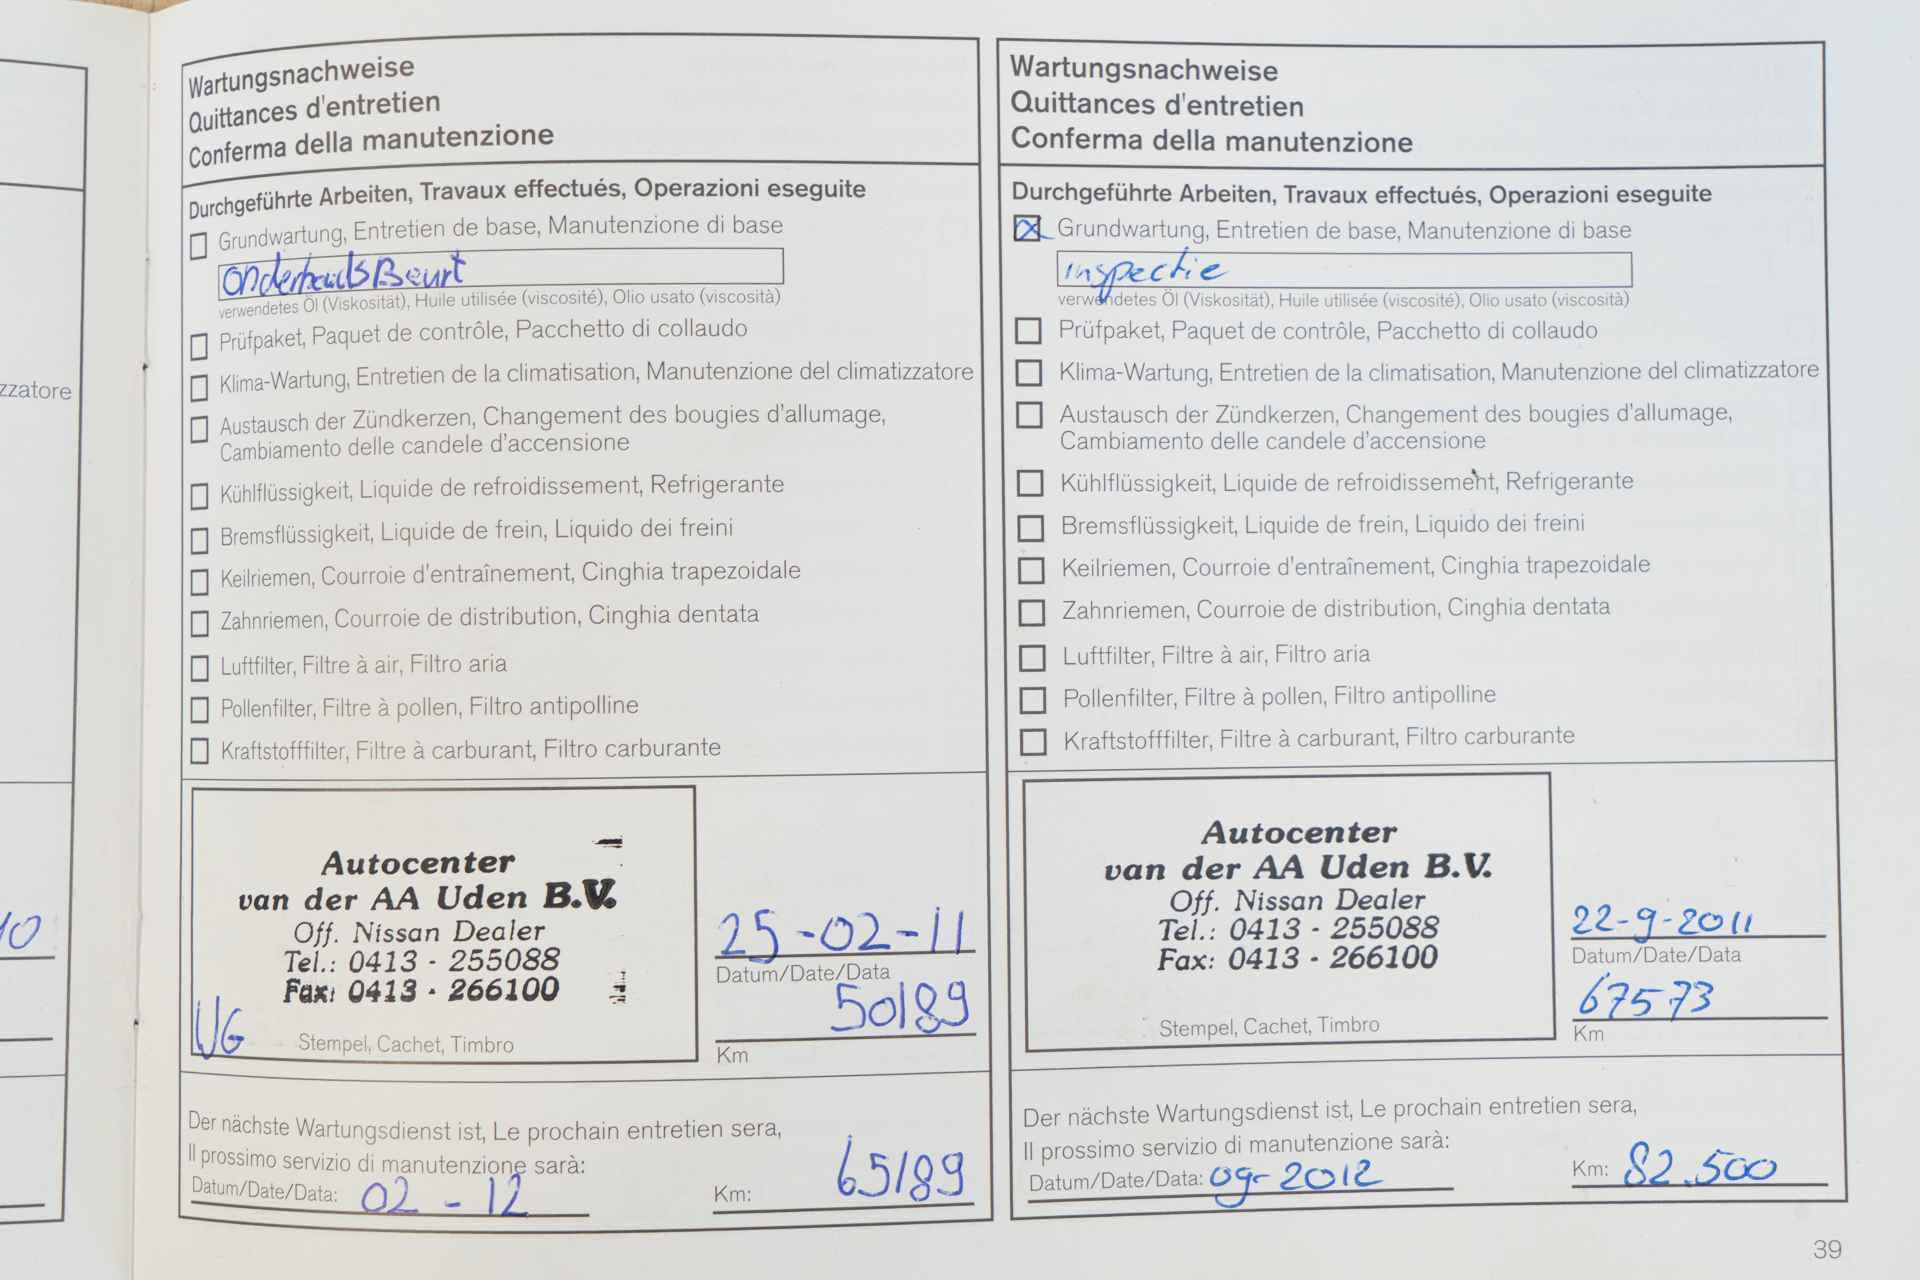 zzatore
10
Wartungsnachweise
Quittances d'entretien
Conferma della manutenzione
Durchgeführte Arbeiten, Travaux effectués, Operazioni eseguite
Grundwartung, Entretien de base, Manutenzione di base
OnderhoudsBeurt
verwendetes Öl (Viskosität), Huile utilisée (viscosité), Olio usato (viscosità)
Prüfpaket, Paquet de contrôle, Pacchetto di collaudo
Klima-Wartung, Entretien de la climatisation, Manutenzione del climatizzatore
Austausch der Zündkerzen, Changement des bougies d'allumage,
Cambiamento delle candele d'accensione
Kühlflüssigkeit, Liquide de refroidissement, Refrigerante
Bremsflüssigkeit, Liquide de frein, Liquido dei freini
Keilriemen, Courroie d'entraînement, Cinghia trapezoidale
Zahnriemen, Courroie de distribution, Cinghia dentata
Luftfilter, Filtre à air, Filtro aria
Pollenfilter, Filtre à pollen, Filtro antipolline
Kraftstofffilter, Filtre à carburant, Filtro carburante
Autocenter
van der AA Uden B.V.
Off. Nissan Dealer
Tel.: 0413 - 255088
Fax: 0413 - 266100
VG
Stempel, Cachet, Timbro
25-02-11
Datum/Date/Data
50189
Km
Der nächste Wartungsdienst ist, Le prochain entretien sera,
Il prossimo servizio di manutenzione sarà:
Datum/Date/Data: 02 - 12
Km: 65189
Wartungsnachweise
Quittances d'entretien
Conferma della manutenzione
Durchgeführte Arbeiten, Travaux effectués, Operazioni eseguite
Grundwartung, Entretien de base, Manutenzione di base
inspectie
verwendetes Öl (Viskosität), Huile utilisée (viscosité), Olio usato (viscosità)
Prüfpaket, Paquet de contrôle, Pacchetto di collaudo
Klima-Wartung, Entretien de la climatisation, Manutenzione del climatizzatore
Austausch der Zündkerzen, Changement des bougies d'allumage,
Cambiamento delle candele d'accensione
Kühlflüssigkeit, Liquide de refroidissement, Refrigerante
Bremsflüssigkeit, Liquide de frein, Liquido dei freini
Keilriemen, Courroie d'entraînement, Cinghia trapezoidale
Zahnriemen, Courroie de distribution, Cinghia dentata
Luftfilter, Filtre à air, Filtro aria
Pollenfilter, Filtre à pollen, Filtro antipolline
Kraftstofffilter, Filtre à carburant, Filtro carburante
Autocenter
van der AA Uden B.V.
Off. Nissan Dealer
Tel.: 0413 - 255088
Fax: 0413 - 266100
Stempel, Cachet, Timbro
22-9-2011
Datum/Date/Data
67573
Km
Der nächste Wartungsdienst ist, Le prochain entretien sera,
Il prossimo servizio di manutenzione sarà:
Datum/Date/Data: 09-2012
Km: 82.500
39